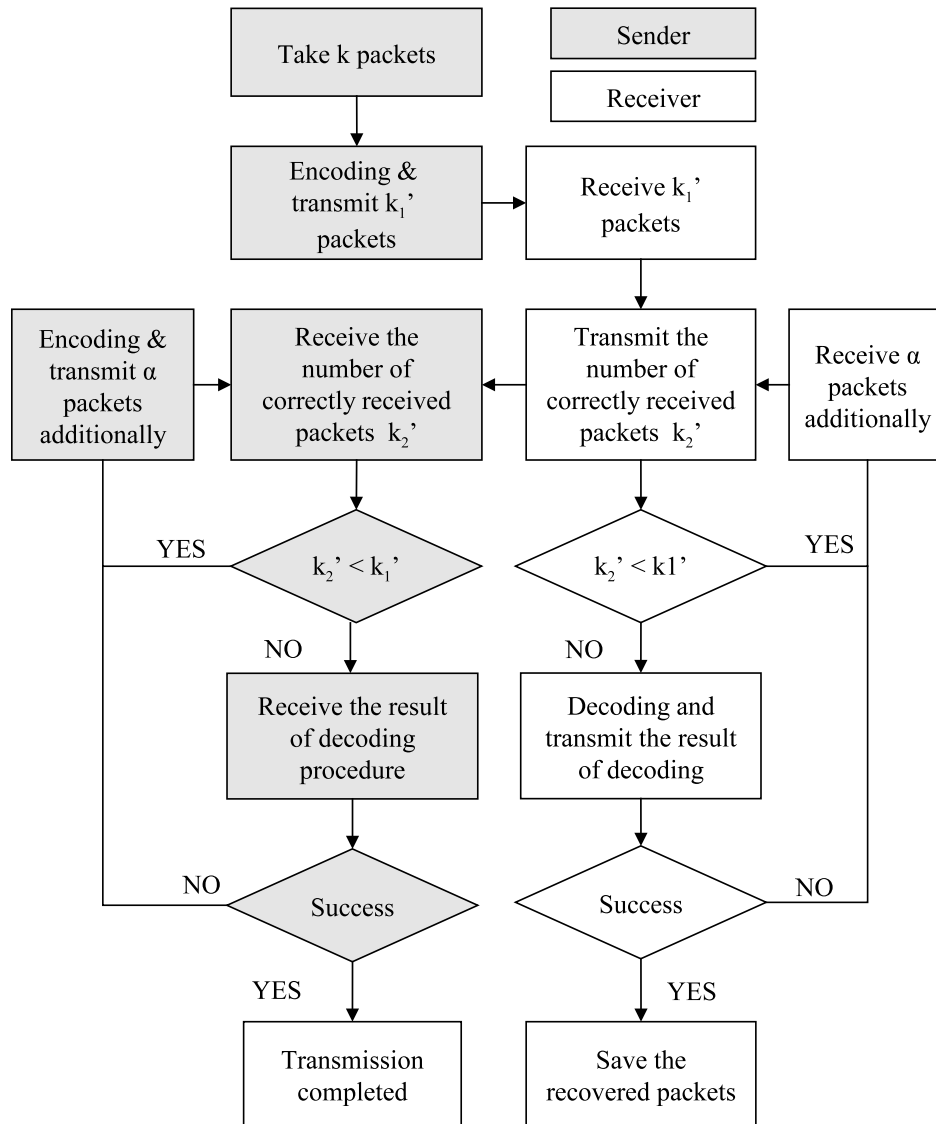 Take k packets
Sender
Receiver
Encoding &
transmit k₁’
packets
Receive k₁’
packets
Encoding &
transmit α
packets
additionally
Receive the
number of
correctly received
packets k₂’
Transmit the
number of
correctly received
packets k₂’
Receive α
packets
additionally
YES
k₂’ < k₁’
k₂’ < k1’
YES
NO
NO
Receive the result
of decoding
procedure
Decoding and
transmit the result
of decoding
NO
Success
Success
NO
YES
YES
Transmission
completed
Save the
recovered packets